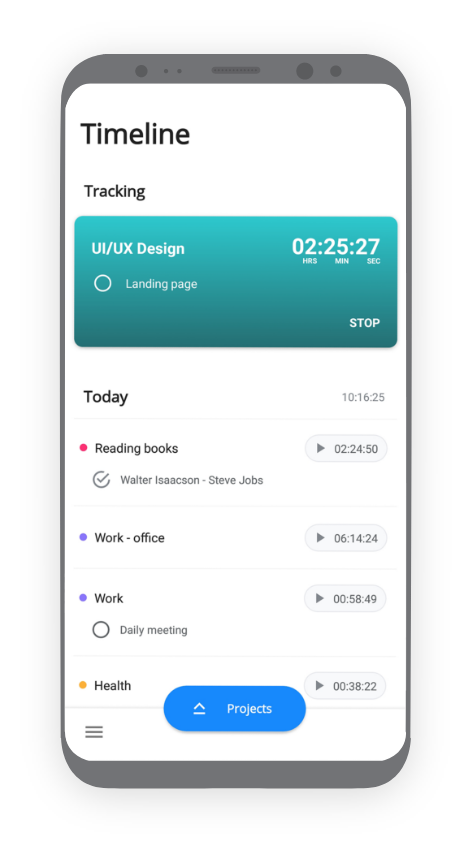 Timeline
Tracking
UI/UX Design 02:25:27
HRS MIN SEC
Landing page
STOP
Today 10:16:25
Reading books 02:24:50
Walter Isaacson - Steve Jobs
Work - office 06:14:24
Work 00:58:49
Daily meeting
Health 00:38:22
Projects